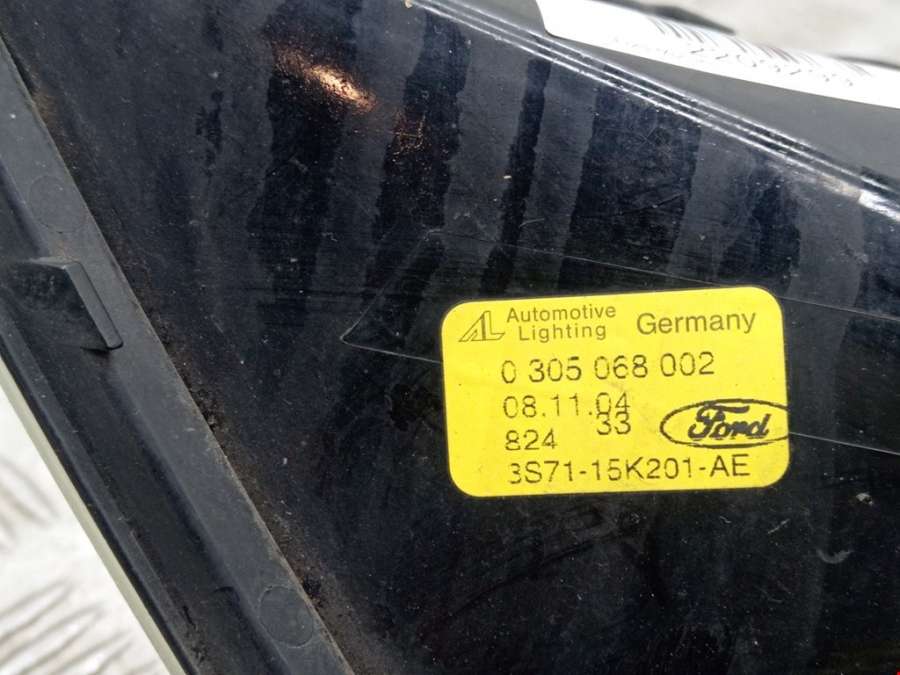 AL Automotive
Lighting Germany
0 305 068 002
08.11.04
33
824
Ford
3S71-15K201-AE